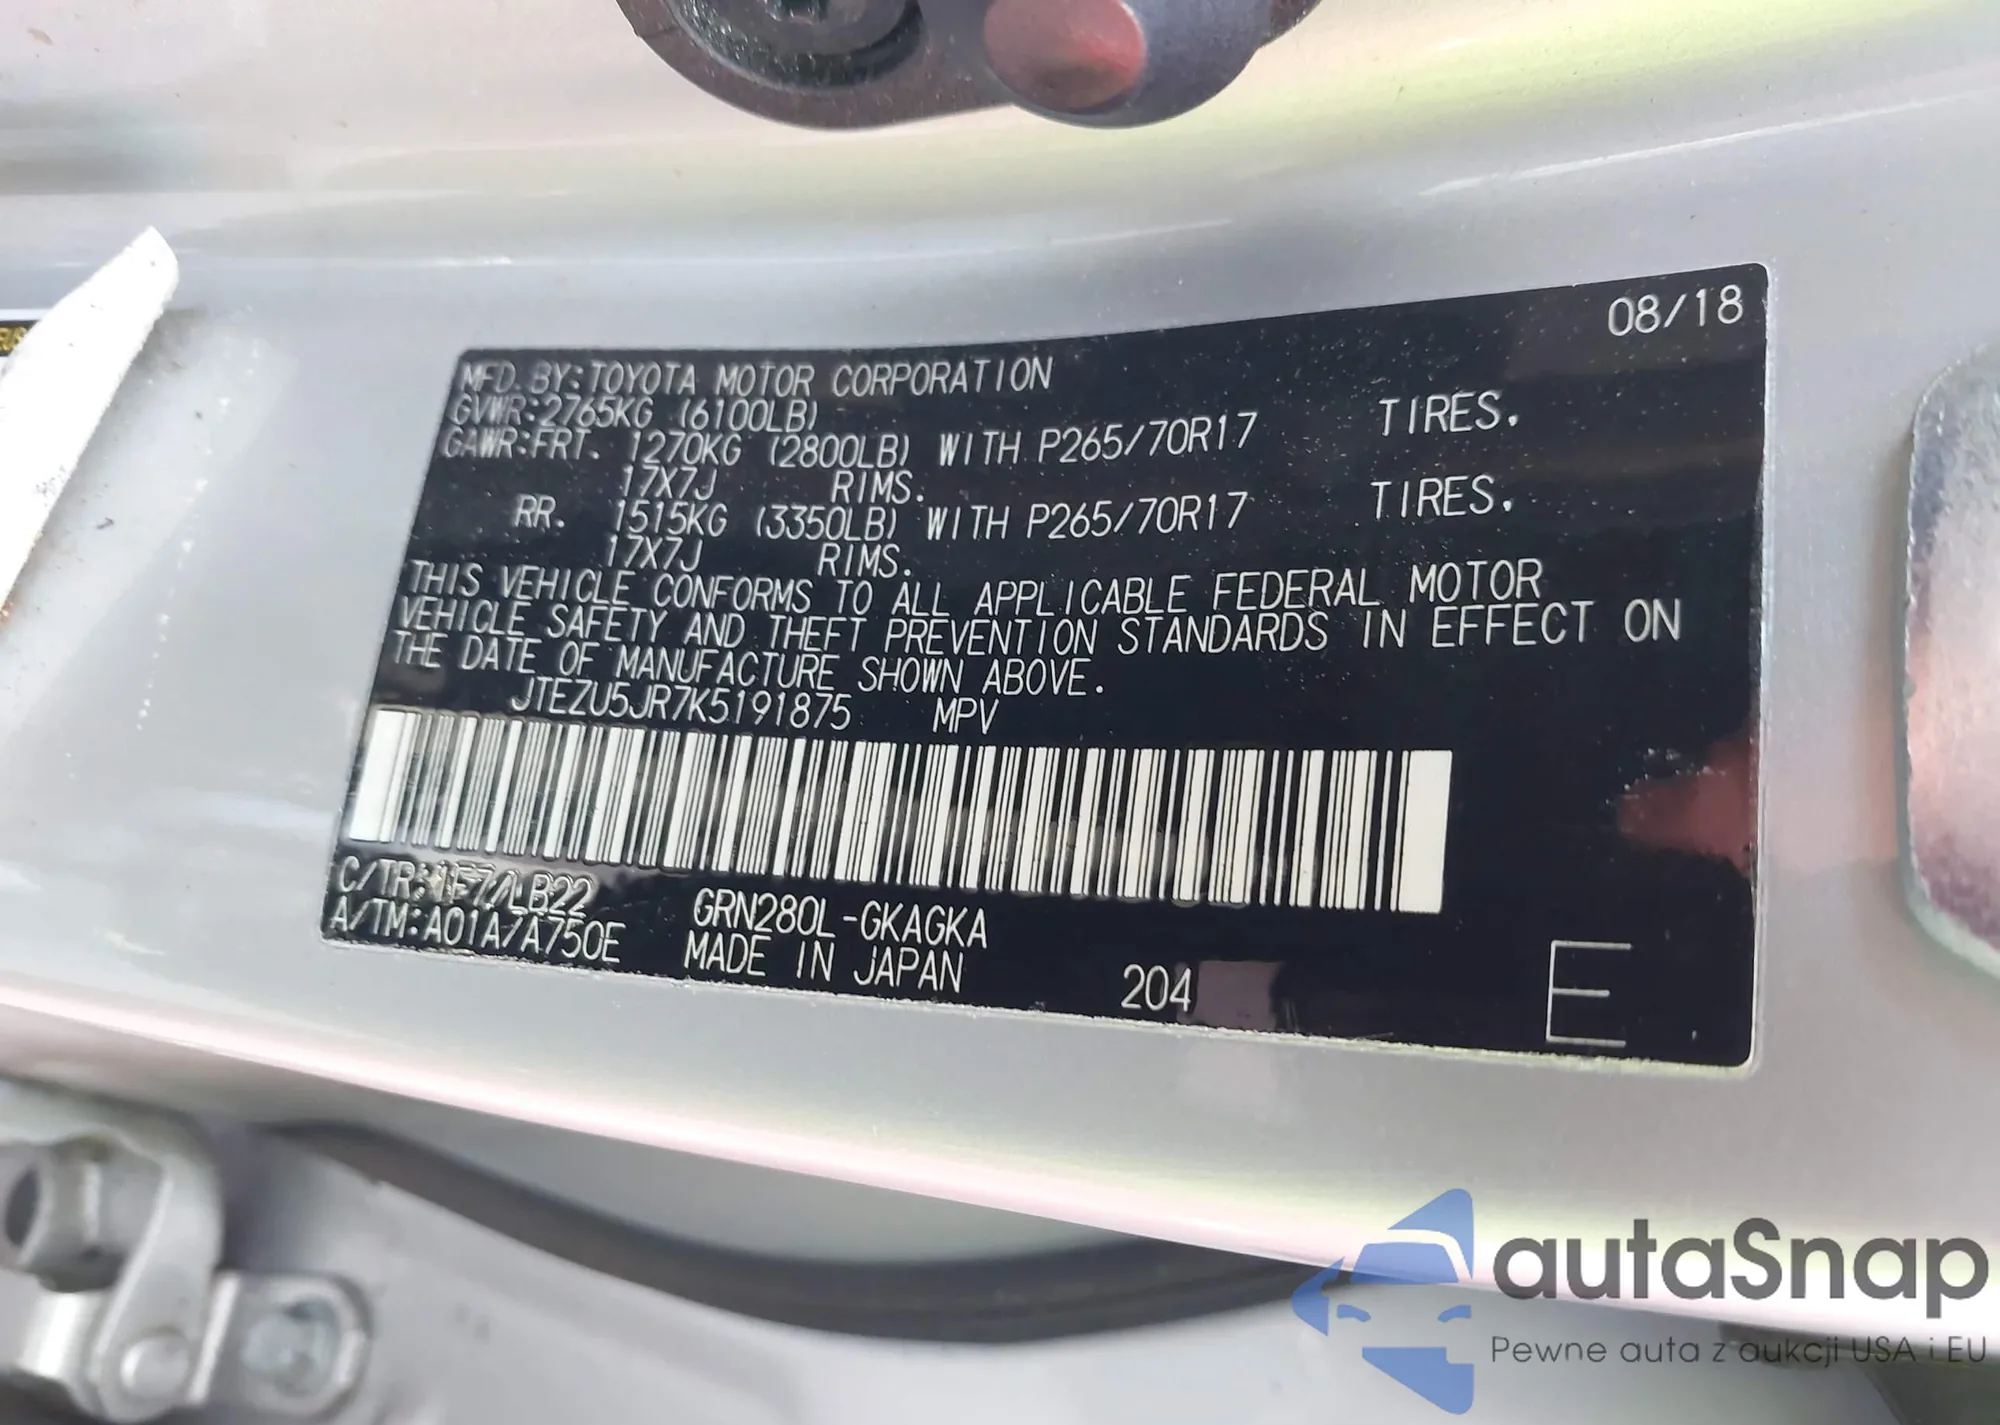 08/18
MFD. BY:TOYOTA MOTOR CORPORATION
GVWR:2765KG (6100LB)
GAWR:FRT. 1270KG (2800LB) WITH P265/70R17 TIRES.
17X7J RIMS.
RR. 1515KG (3350LB) WITH P265/70R17 TIRES.
17X7J RIMS.
THIS VEHICLE CONFORMS TO ALL APPLICABLE FEDERAL MOTOR
VEHICLE SAFETY AND THEFT PREVENTION STANDARDS IN EFFECT ON
THE DATE OF MANUFACTURE SHOWN ABOVE.
JTEZU5JR7K5191875 MPV
C/TR:1F7/LB22 GRN280L-GKAGKA
A/TM:A01A/A750E MADE IN JAPAN 204 E
autaSnap
Pewne auta z aukcji USA i EU